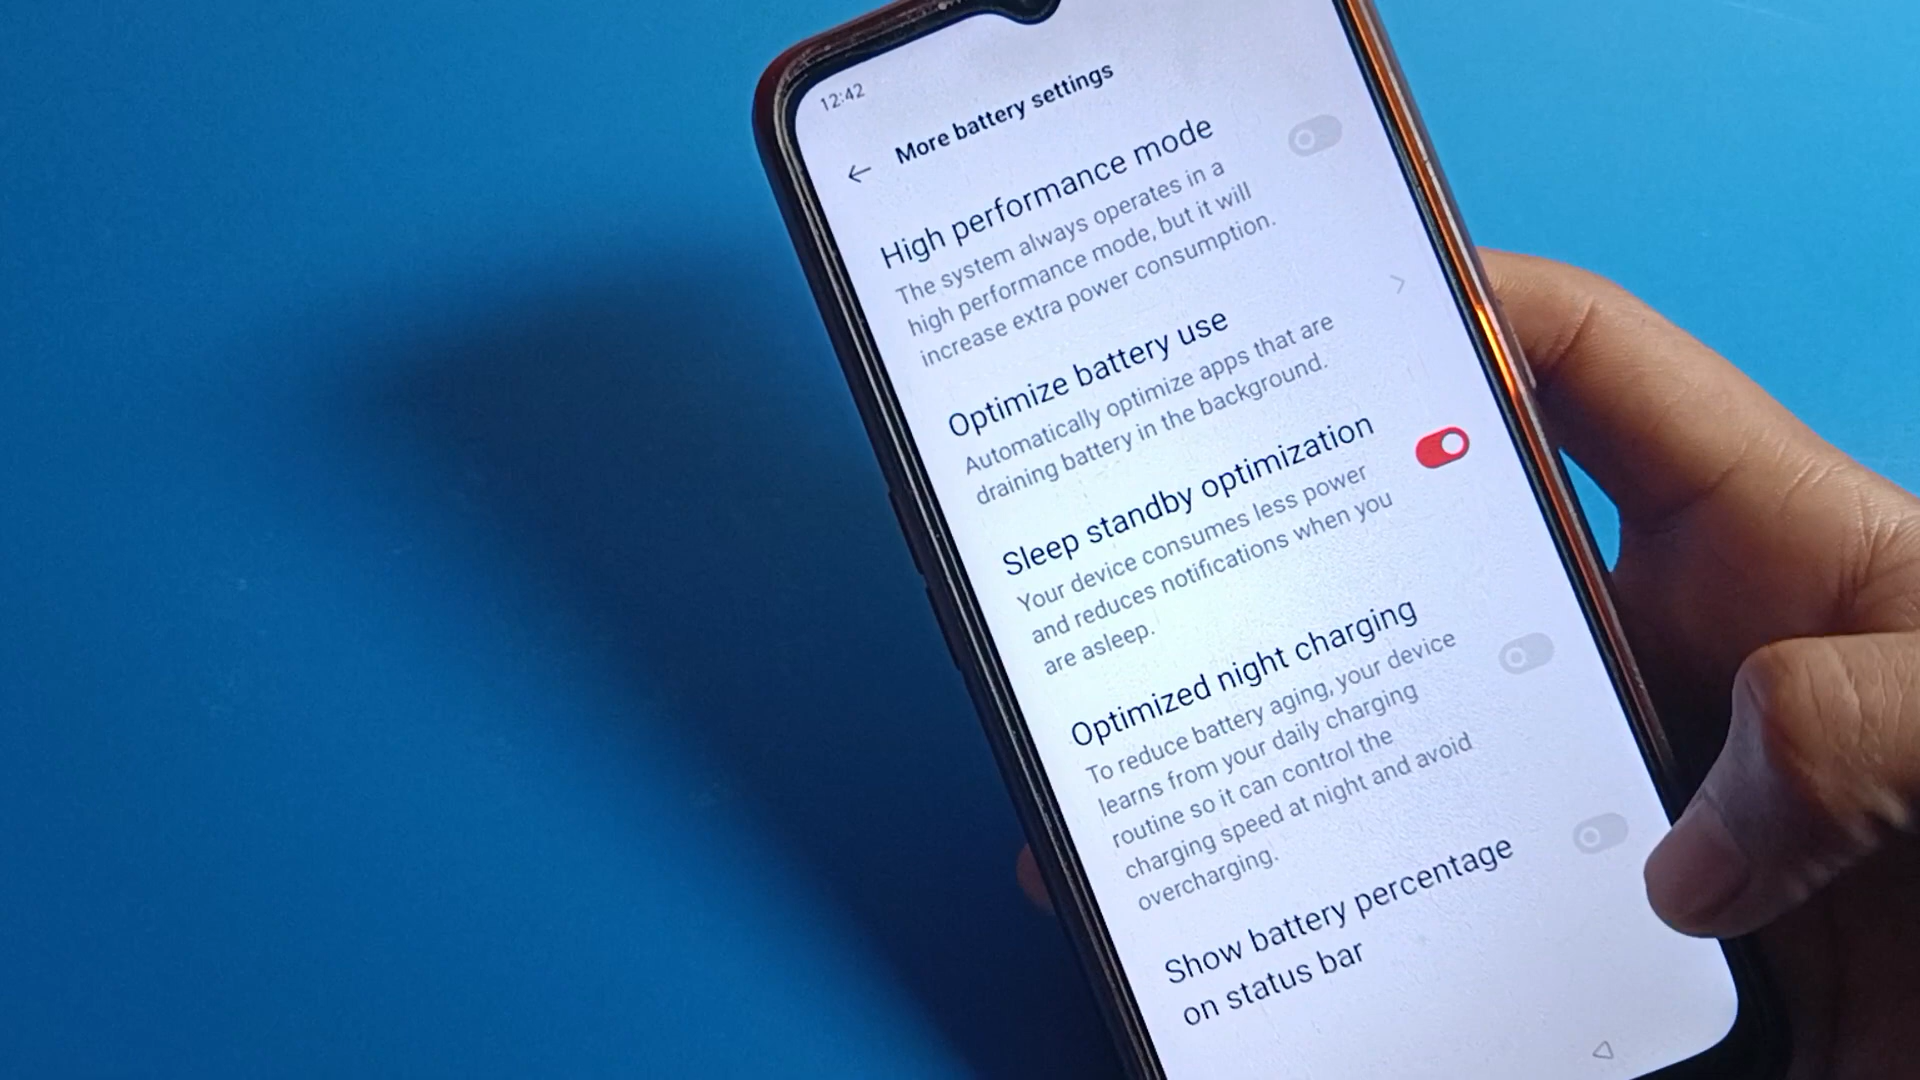 12:42
More battery settings
High performance mode
The system always operates in a
high performance mode, but it will
increase extra power consumption.
Optimize battery use
Automatically optimize apps that are
draining battery in the background.
Sleep standby optimization
Your device consumes less power
and reduces notifications when you
are asleep.
Optimized night charging
To reduce battery aging, your device
learns from your daily charging
routine so it can control the
charging speed at night and avoid
overcharging.
Show battery percentage
on status bar